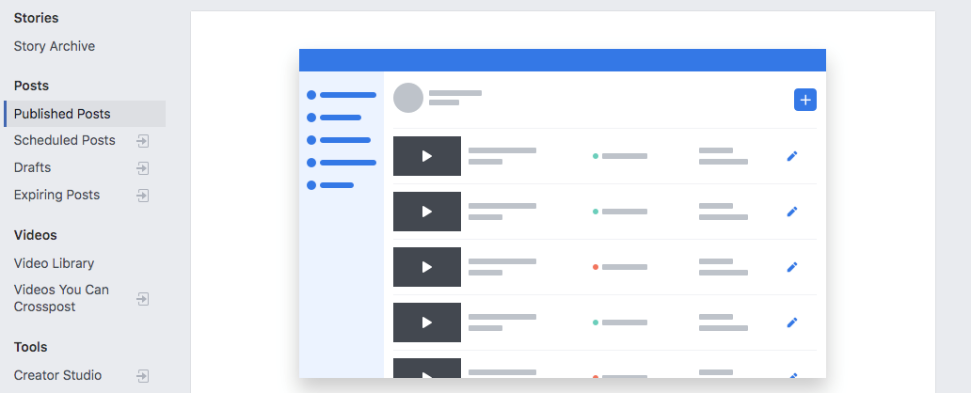 Stories
Story Archive
Posts
Published Posts
Scheduled Posts
Drafts
Expiring Posts
Videos
Video Library
Videos You Can
Crosspost
Tools
Creator Studio